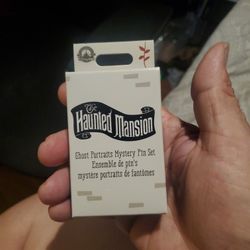 The
Haunted Mansion
Ghost Portraits Mystery Pin Set
Ensemble de pin's
mystère portraits de fantômes